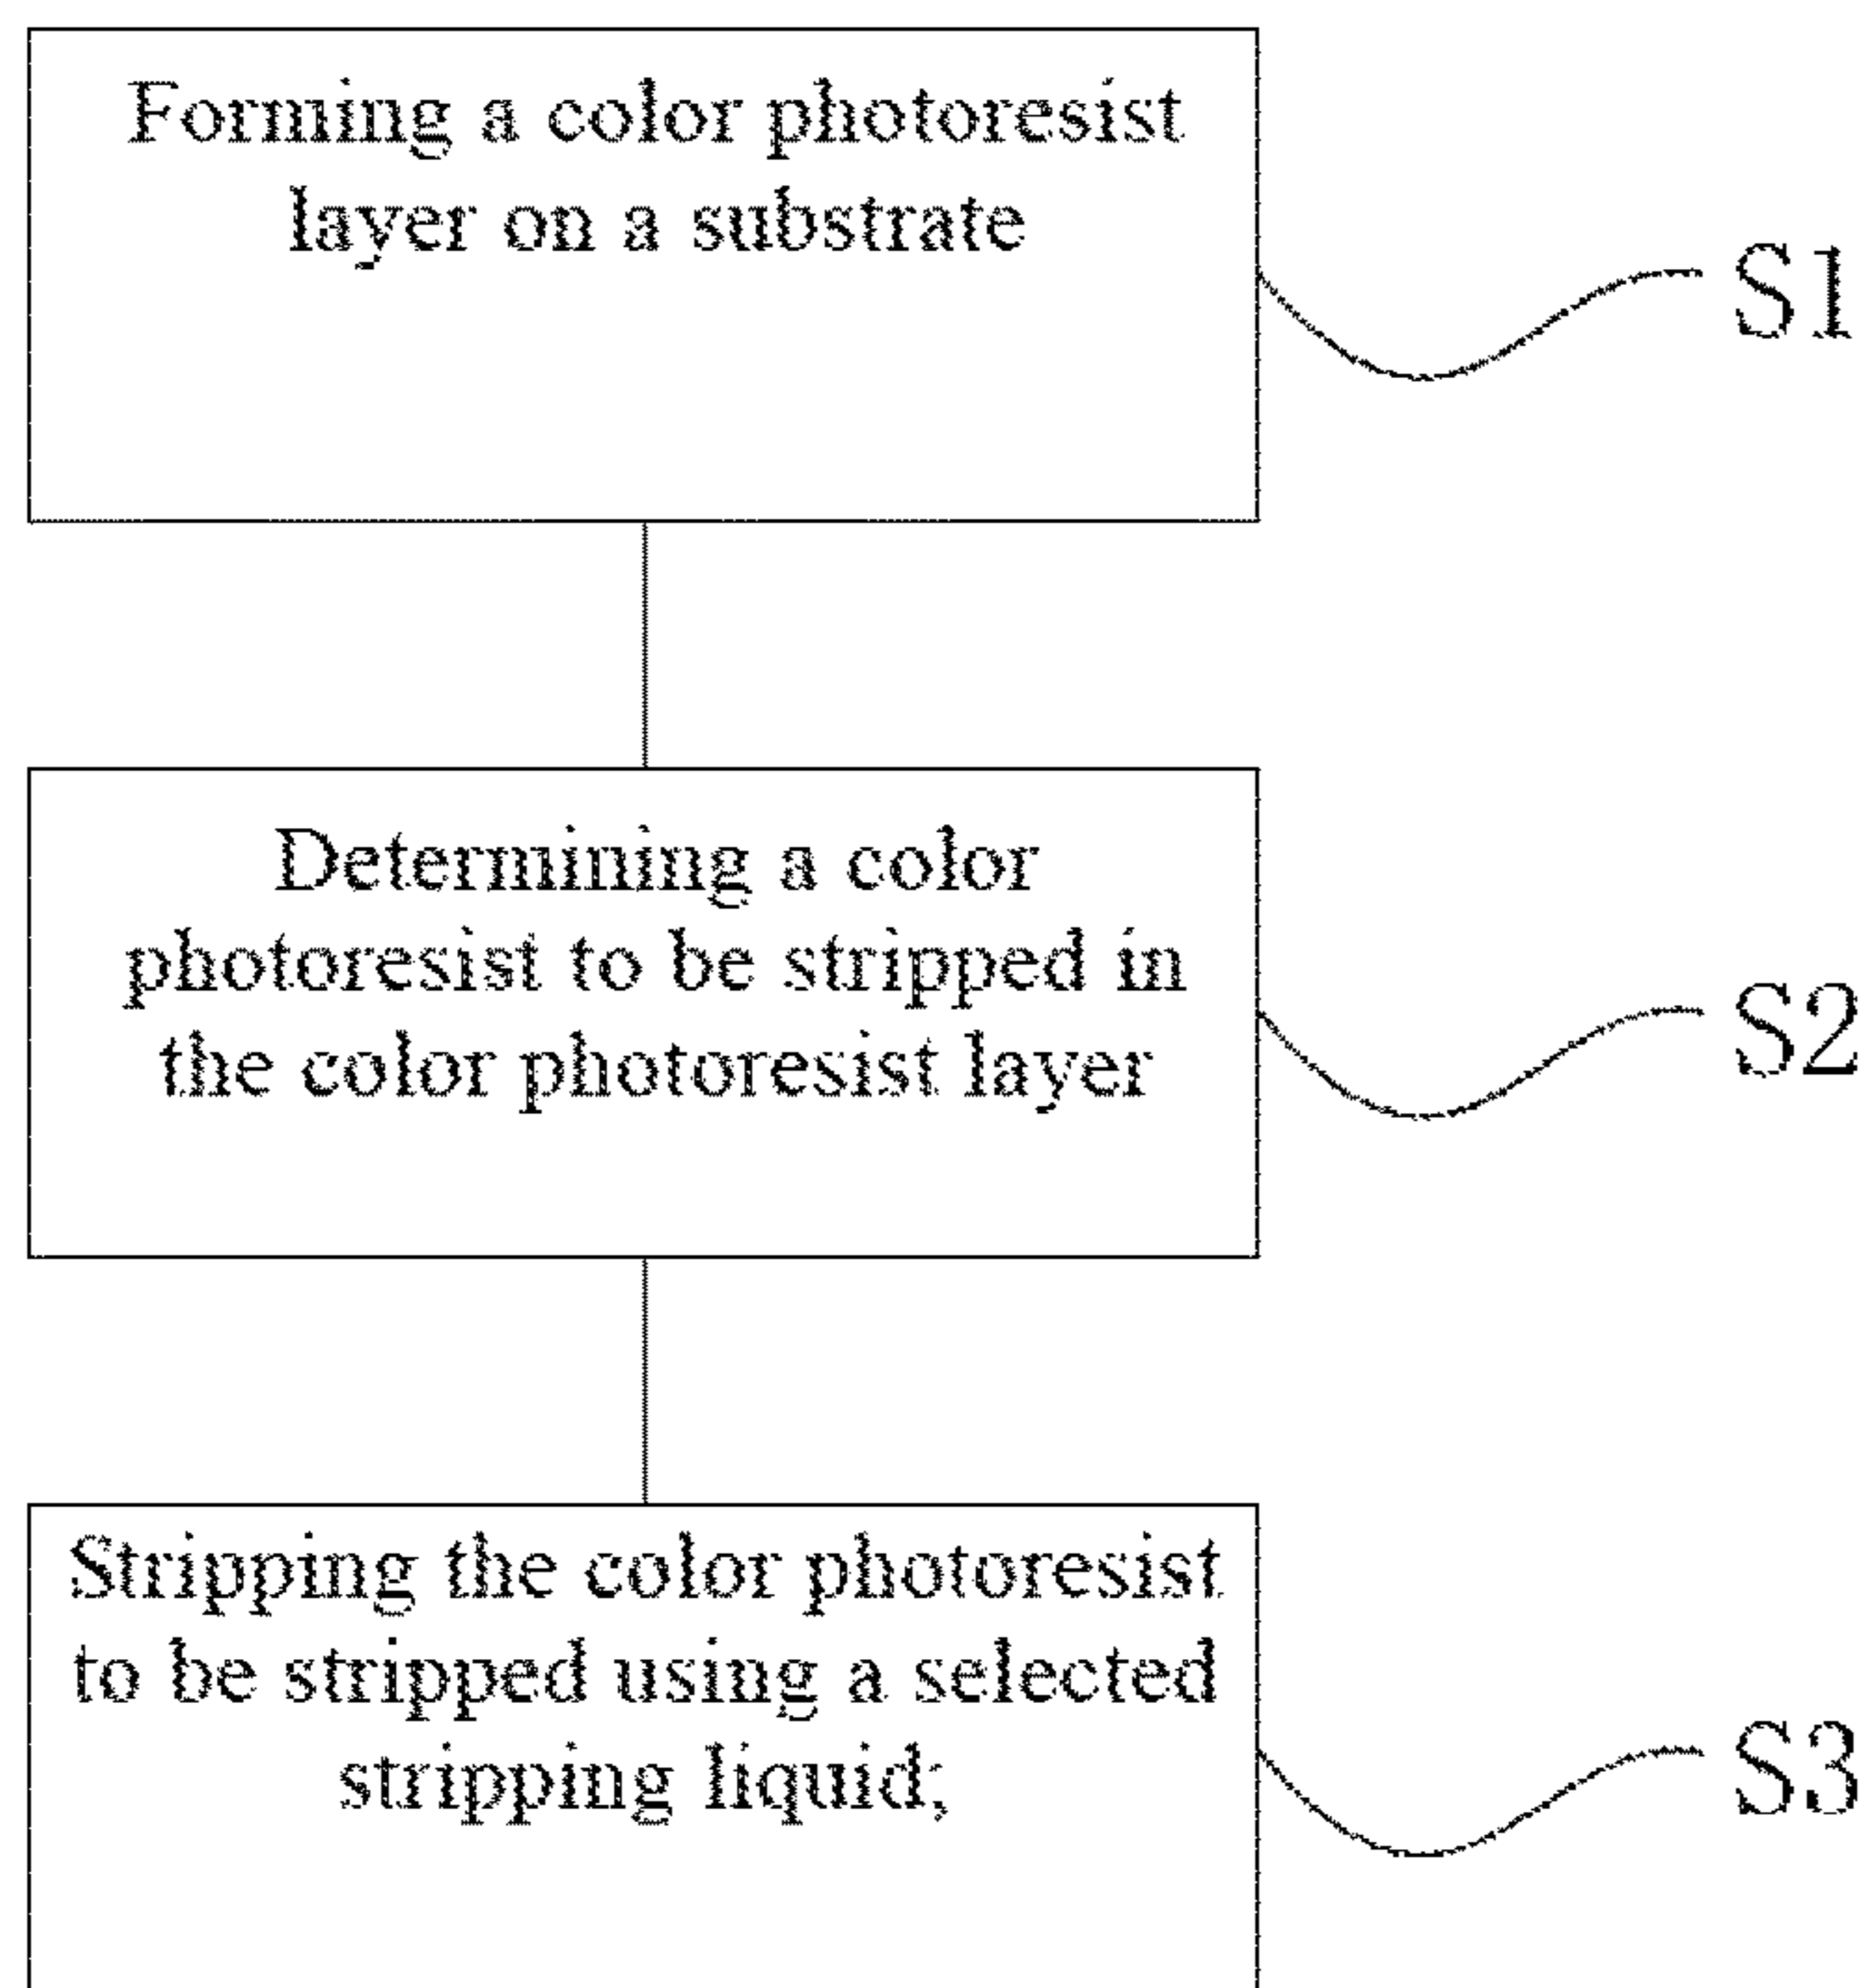 Forming a color photoresist
layer on a substrate
S1
Determining a color
photoresist to be stripped in
the color photoresist layer
S2
Stripping the color photoresist
to be stripped using a selected
stripping liquid;
S3